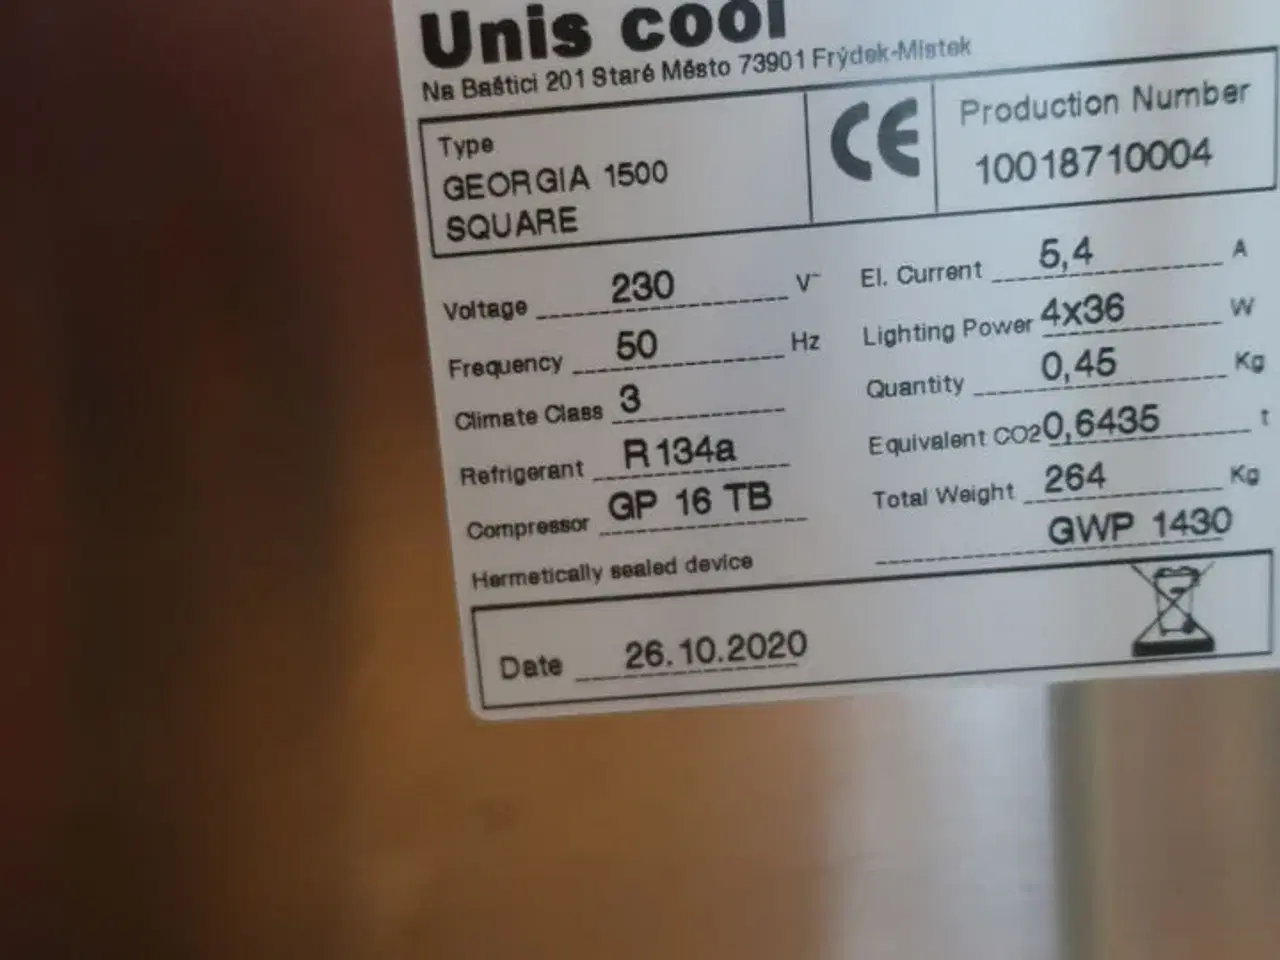 Unis cool
Na Baštici 201 Staré Město 73901 Frýdek-Místek
Type
GEORGIA 1500
SQUARE
CE
Production Number
10018710004
Voltage 230 V~
El. Current 5,4 A
Frequency 50 Hz
Lighting Power 4x36 W
Climate Class 3
Quantity 0,45 Kg
Refrigerant R134a
Equivalent CO2 0,6435 t
Compressor GP 16 TB
Total Weight 264 Kg
Hermetically sealed device
GWP 1430
Date 26.10.2020